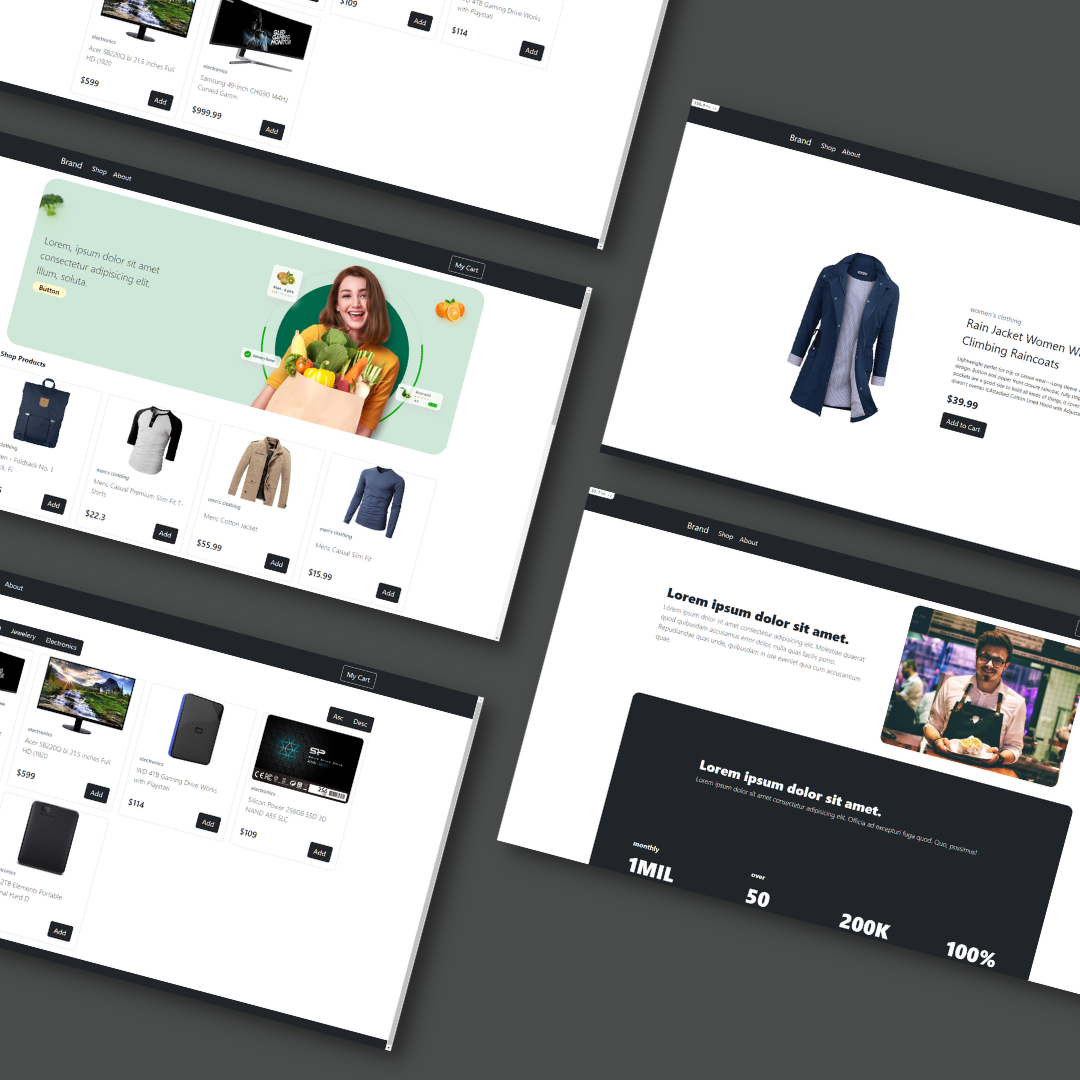 $109
Add
WD 4TB Gaming Drive Works
with Playstati
$114
Add
electronics
Acer SB220Q bi 21.5 inches Full
HD (1920
$599
Add
QLED
GAMING
MONITOR
electronics
Samsung 49-Inch CHG90 144Hz
Curved Gamin
$999.99
Add
Brand
Shop
About
My Cart
Lorem, ipsum dolor sit amet
consectetur adipisicing elit.
Illum, soluta.
Button
Shop Products
clothing
Foldsack No. 1
Add
men's clothing
Mens Casual Premium Slim Fit T-
Shirts
$22.3
Add
men's clothing
Mens Cotton Jacket
$55.99
Add
men's clothing
Mens Casual Slim Fit
$15.99
Add
About
Jewelery
Electronics
My Cart
Asc
Desc
electronics
Acer SB220Q bi 21.5 inches Full
HD (1920
$599
Add
WD
electronics
WD 4TB Gaming Drive Works
with Playstati
$114
Add
SP
electronics
Silicon Power 256GB SSD 3D
NAND A55 SLC
$109
Add
2TB Elements Portable
Hard D
Add
Brand
Shop
About
women's clothing
Rain Jacket Women
Climbing Raincoats
$39.99
Add to Cart
Brand
Shop
About
Lorem ipsum dolor sit amet.
Lorem ipsum dolor sit amet consectetur adipisicing elit. Molestiae quaerat
quod quibusdam accusamus error dolor, nulla quas facilis porro.
Repudiandae quas unde, quibusdam in iste eveniet quia cum accusantium
quae.
Lorem ipsum dolor sit amet.
Lorem ipsum dolor sit amet consectetur adipisicing elit. Officia ad excepturi fuga quod. Quo, possimus!
monthly
1MIL
over
50
200K
100%